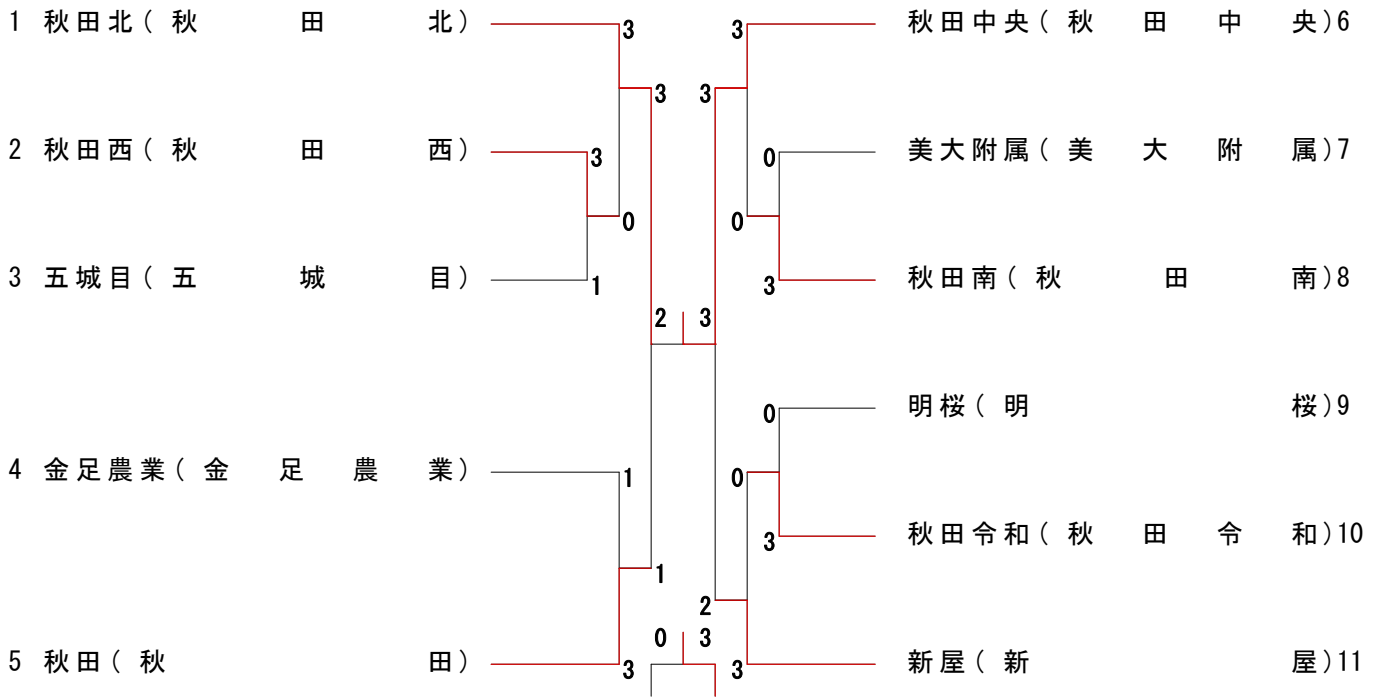 1 秋田北(秋田北) 3 3 秋田中央(秋田中央)6
3 3
2 秋田西(秋田西) 3 0 美大附属(美大附属)7
0 0
3 五城目(五城目) 1 3 秋田南(秋田南)8
2 3
0 明桜(明桜)9
4 金足農業(金足農業) 1 0
3 秋田令和(秋田令和)10
1 2
0 3
5 秋田(秋田) 3 3 新屋(新屋)11